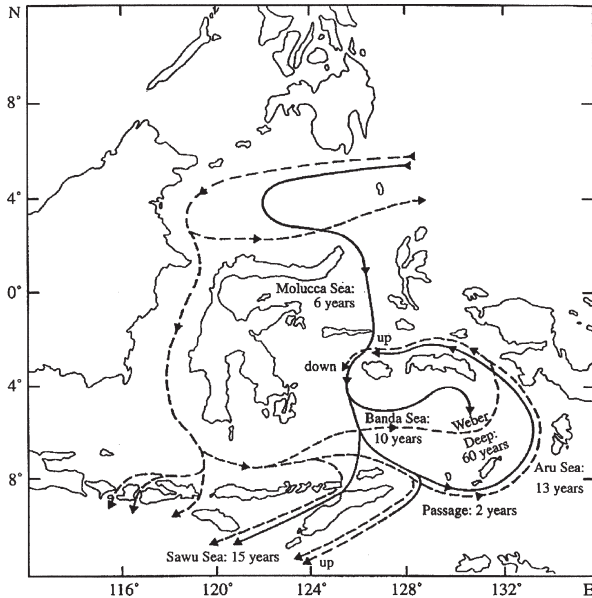 N
8°
4°
0°
4°
8°
Molucca Sea:
6 years
up
down
Banda Sea:
10 years
Weber
Deep:
60 years
Aru Sea:
13 years
Passage: 2 years
Sawu Sea: 15 years
up
116°
120°
124°
128°
132°
E